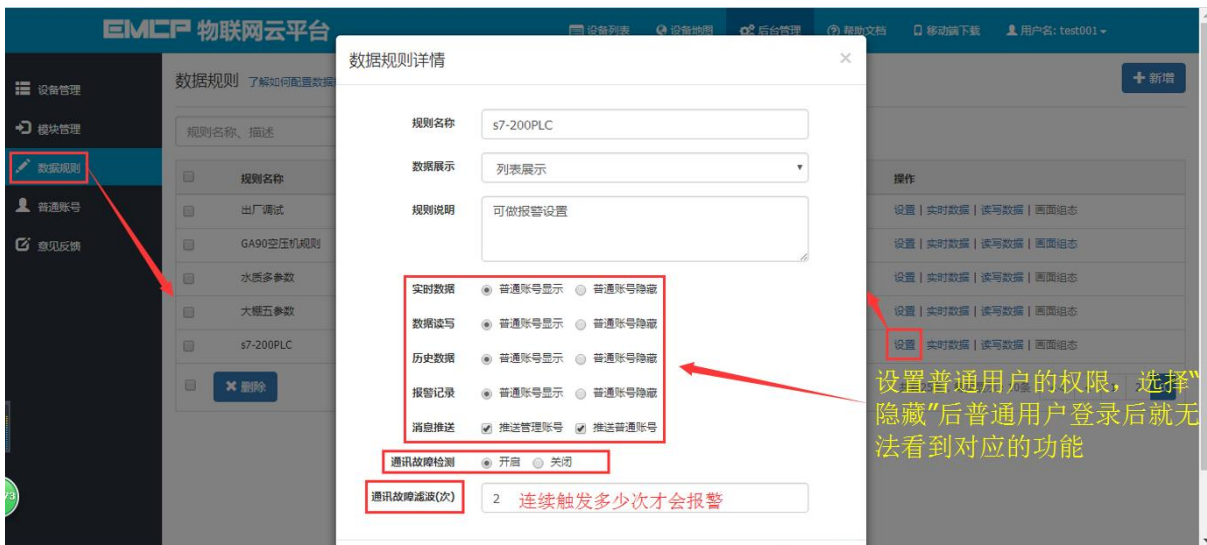 EMCP 物联网云平台
设备列表 设备地图 后台管理 帮助文档 移动端下载 用户名: test001
设备管理
模块管理
数据规则
普通账号
意见反馈
73
数据规则 了解如何配置数据
新增
规则名称、描述
规则名称 操作
出厂调试 设置 | 实时数据 | 读写数据 | 画面组态
GA90空压机规则 设置 | 实时数据 | 读写数据 | 画面组态
水质多参数 设置 | 实时数据 | 读写数据 | 画面组态
大棚五参数 设置 | 实时数据 | 读写数据 | 画面组态
s7-200PLC 设置 | 实时数据 | 读写数据 | 画面组态
删除
数据规则详情 ×
规则名称 s7-200PLC
数据展示 列表展示
规则说明 可做报警设置
实时数据 普通账号显示 普通账号隐藏
数据读写 普通账号显示 普通账号隐藏
历史数据 普通账号显示 普通账号隐藏
报警记录 普通账号显示 普通账号隐藏
消息推送 推送管理账号 推送普通账号
通讯故障检测 开启 关闭
通讯故障滤波(次) 2 连续触发多少次才会报警
设置普通用户的权限，选择“
隐藏”后普通用户登录后就无
法看到对应的功能